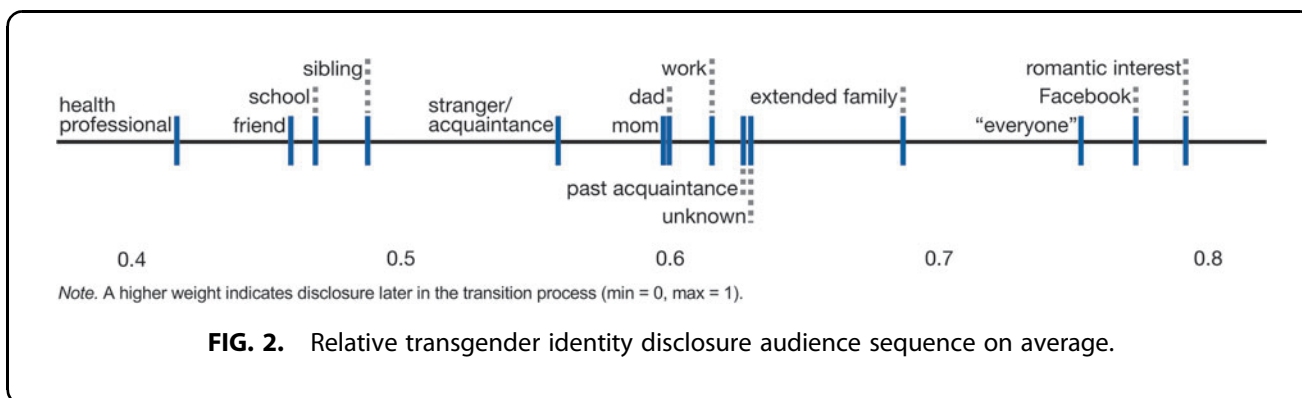 sibling
work
romantic interest
health
professional
school
friend
stranger/
acquaintance
dad
mom
extended family
Facebook
“everyone”
past acquaintance
unknown
0.4 0.5 0.6 0.7 0.8
Note. A higher weight indicates disclosure later in the transition process (min = 0, max = 1).
FIG. 2. Relative transgender identity disclosure audience sequence on average.